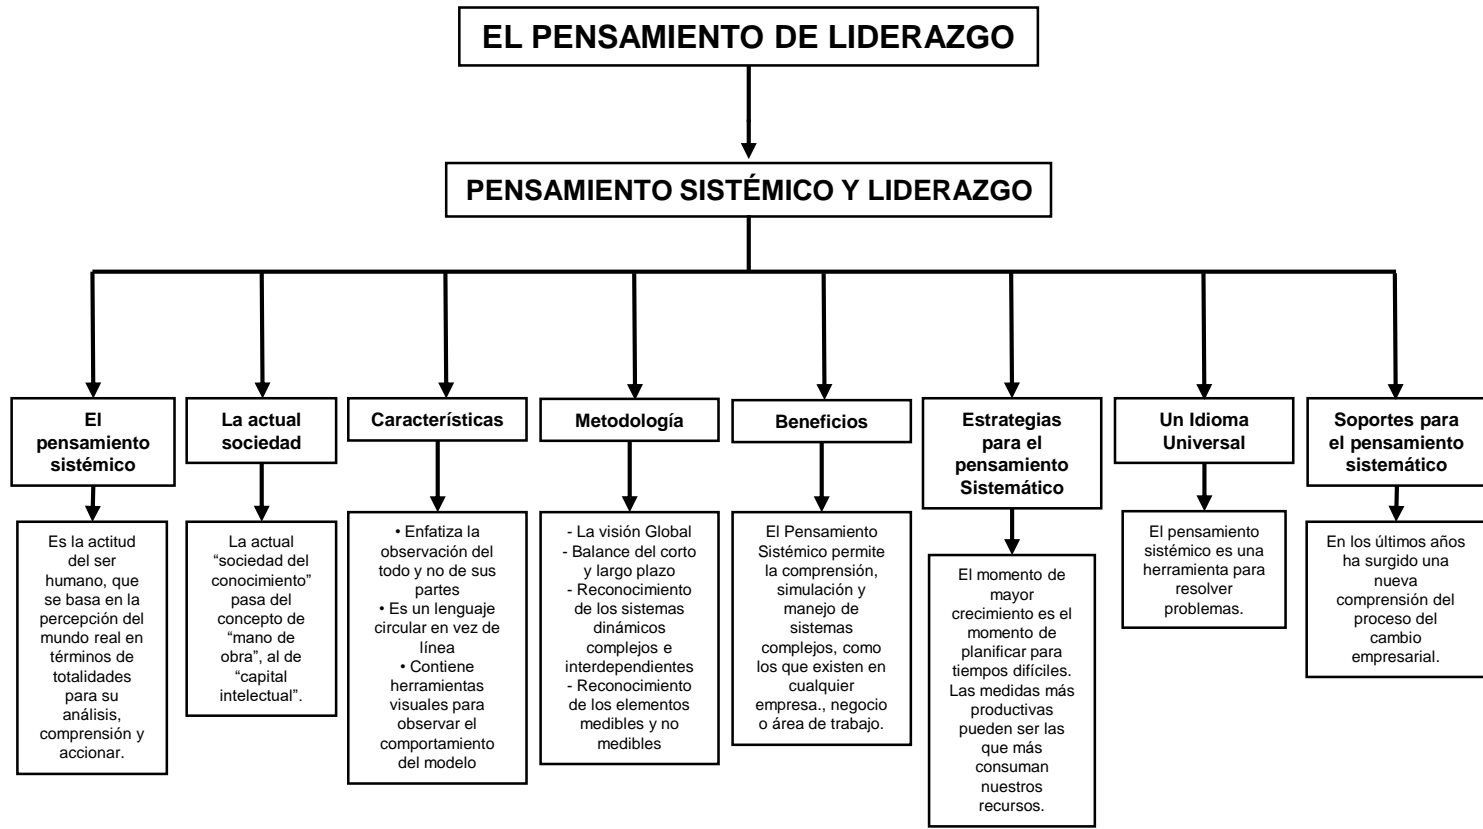 EL PENSAMIENTO DE LIDERAZGO
PENSAMIENTO SISTÉMICO Y LIDERAZGO
El
pensamiento
sistémico
Es la actitud
del ser
humano, que
se basa en la
percepción del
mundo real en
términos de
totalidades
para su
análisis,
comprensión y
accionar.
La actual
sociedad
La actual
“sociedad del
conocimiento”
pasa del
concepto de
“mano de
obra”, al de
“capital
intelectual”.
Características
• Enfatiza la
observación del
todo y no de sus
partes
• Es un lenguaje
circular en vez de
línea
• Contiene
herramientas
visuales para
observar el
comportamiento
del modelo
Metodología
- La visión Global
- Balance del corto
y largo plazo
- Reconocimiento
de los sistemas
dinámicos
complejos e
interdependientes
- Reconocimiento
de los elementos
medibles y no
medibles
Beneficios
El Pensamiento
Sistémico permite
la comprensión,
simulación y
manejo de
sistemas
complejos, como
los que existen en
cualquier
empresa., negocio
o área de trabajo.
Estrategias
para el
pensamiento
Sistemático
El momento de
mayor
crecimiento es el
momento de
planificar para
tiempos difíciles.
Las medidas más
productivas
pueden ser las
que más
consuman
nuestros
recursos.
Un Idioma
Universal
El pensamiento
sistémico es una
herramienta para
resolver
problemas.
Soportes para
el pensamiento
sistemático
En los últimos años
ha surgido una
nueva
comprensión del
proceso del
cambio
empresarial.